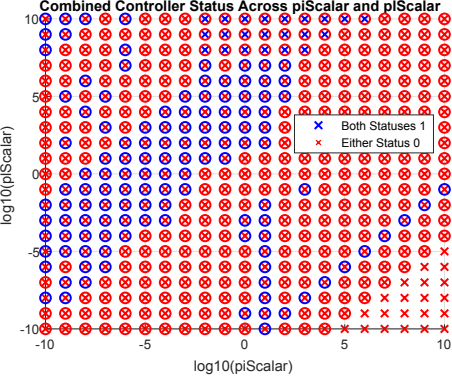 Combined Controller Status Across piScalar and plScalar
10
5
0
-5
-10
log10(plScalar)
Both Statuses 1
Either Status 0
-10
-5
0
5
10
log10(piScalar)